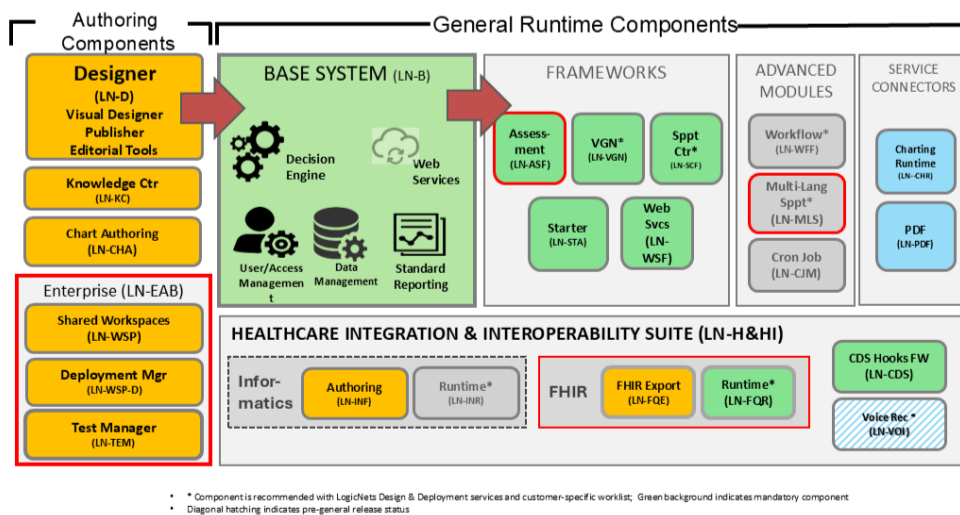 Authoring
Components
General Runtime Components
Designer
(LN-D)
Visual Designer
Publisher
Editorial Tools
Knowledge Ctr
(LN-KC)
Chart Authoring
(LN-CHA)
Enterprise (LN-EAB)
Shared Workspaces
(LN-WSP)
Deployment Mgr
(LN-WSP-D)
Test Manager
(LN-TEM)
BASE SYSTEM (LN-B)
Decision
Engine
Web
Services
User/Access
Managemen
t
Data
Management
Standard
Reporting
FRAMEWORKS
Assess-
ment
(LN-ASF)
VGN*
(LN-VGN)
Sppt
Ctr*
(LN-SCF)
Starter
(LN-STA)
Web
Svcs
(LN-
WSF)
ADVANCED
MODULES
Workflow*
(LN-WFF)
Multi-Lang
Sppt*
(LN-MLS)
Cron Job
(LN-CJM)
SERVICE
CONNECTORS
Charting
Runtime
(LN--CHR)
PDF
(LN-PDF)
HEALTHCARE INTEGRATION & INTEROPERABILITY SUITE (LN-H&HI)
Infor-
matics
Authoring
(LN-INF)
Runtime*
(LN-INR)
FHIR
FHIR Export
(LN-FQE)
Runtime*
(LN-FQR)
CDS Hooks FW
(LN-CDS)
Voice Rec *
(LN-VOI)
• * Component is recommended with LogicNets Design & Deployment services and customer-specific worklist; Green background indicates mandatory component
• Diagonal hatching indicates pre-general release status